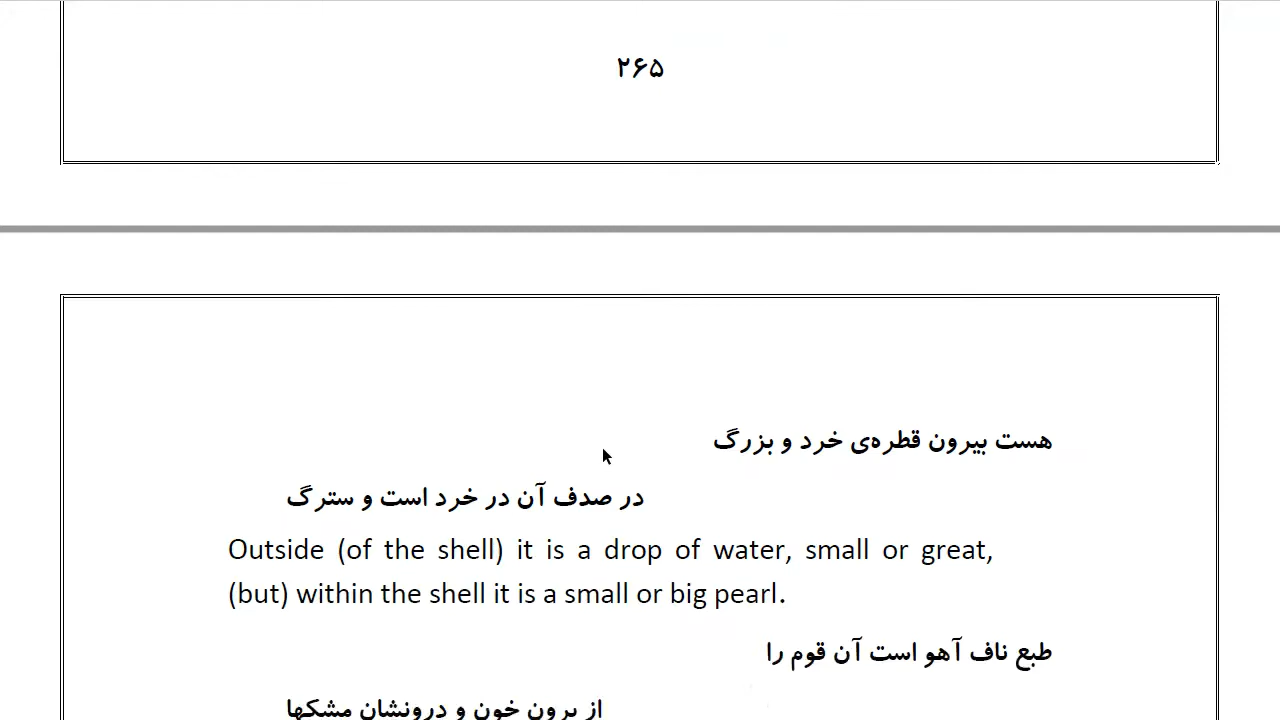 ۲۶۵
هست بیرون قطره‌ی خرد و بزرگ
در صدف آن در خرد است و سترگ
Outside (of the shell) it is a drop of water, small or great,
(but) within the shell it is a small or big pearl.
طبع ناف آهو است آن قوم را
از برون خون و درونشان مشکها